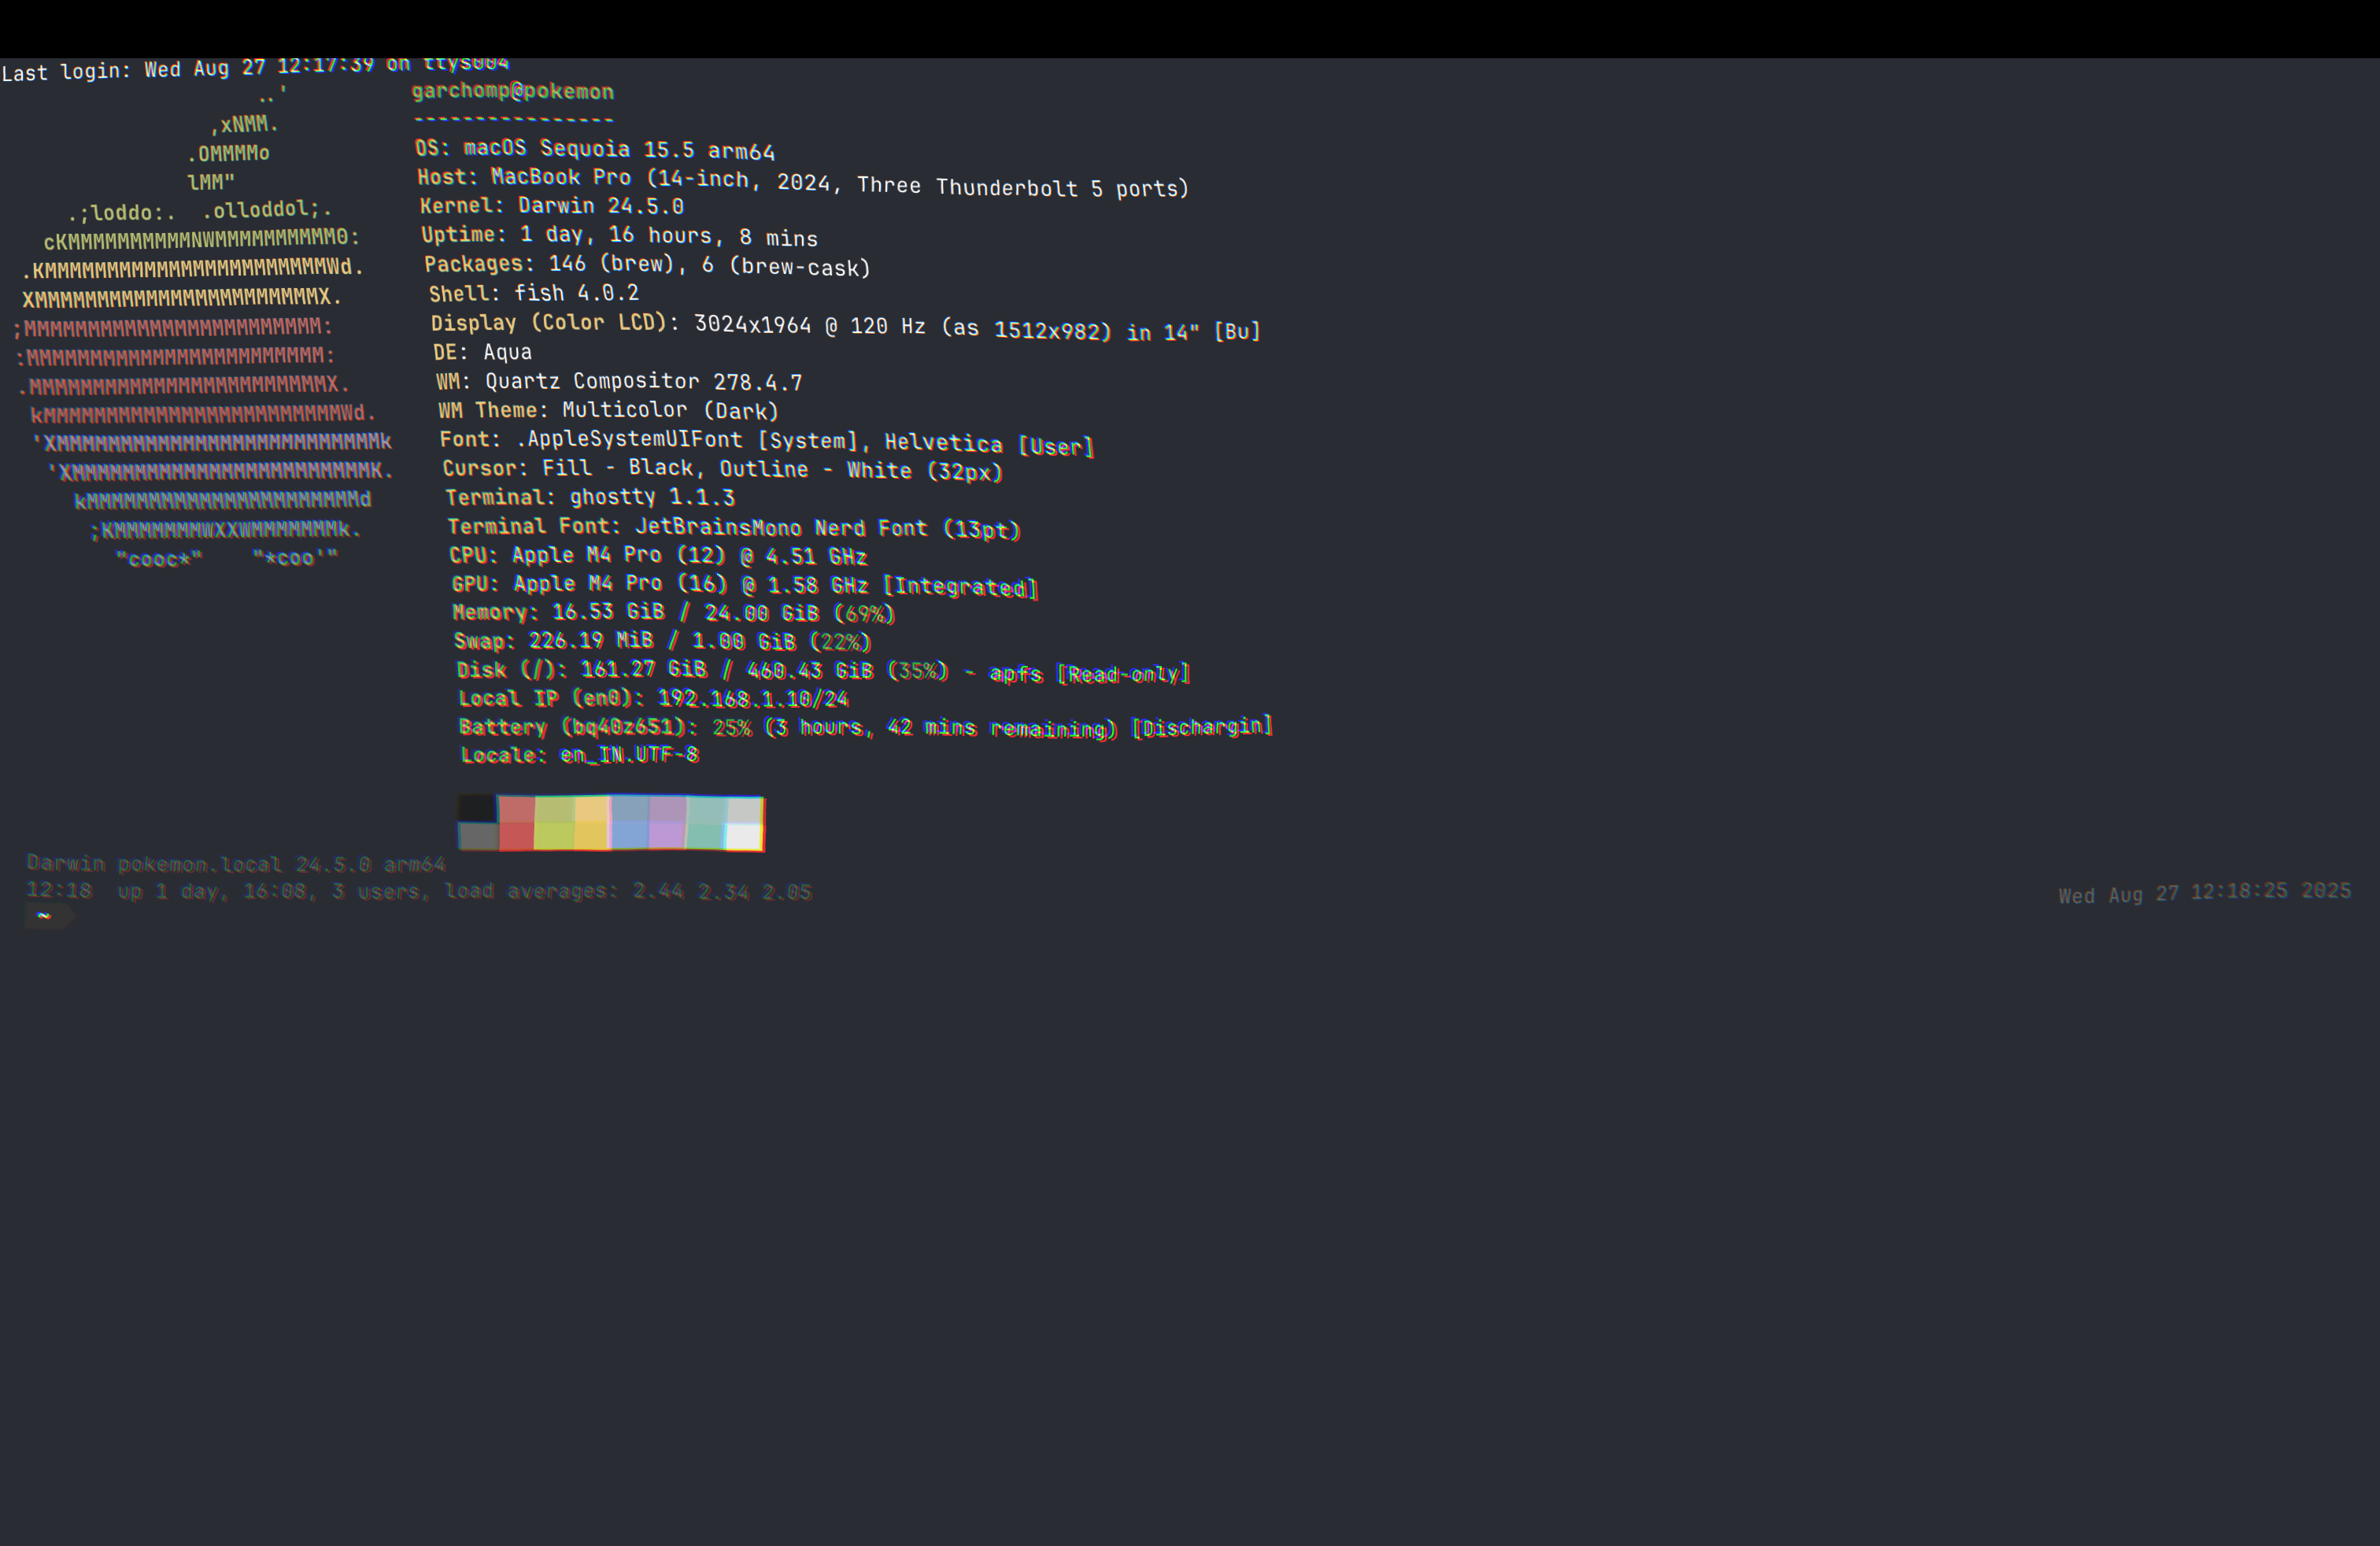 Last login: Wed Aug 27 12:17:39 on ttys004
..'
,xNMM.
.OMMMMo
lMM"
.;loddo:.  .olloddol;.
cKMMMMMMMMMMNWMMMMMMMMMM0:
.KMMMMMMMMMMMMMMMMMMMMMMMWd.
XMMMMMMMMMMMMMMMMMMMMMMMX.
;MMMMMMMMMMMMMMMMMMMMMMMM:
:MMMMMMMMMMMMMMMMMMMMMMMM:
.MMMMMMMMMMMMMMMMMMMMMMMMX.
kMMMMMMMMMMMMMMMMMMMMMMMMWd.
'XMMMMMMMMMMMMMMMMMMMMMMMMMMk
'XMMMMMMMMMMMMMMMMMMMMMMMMK.
kMMMMMMMMMMMMMMMMMMMMMMd
;KMMMMMMMWXXWMMMMMMMk.
"cooc*"    "*coo'"
garchomp@pokemon
----------------
OS: macOS Sequoia 15.5 arm64
Host: MacBook Pro (14-inch, 2024, Three Thunderbolt 5 ports)
Kernel: Darwin 24.5.0
Uptime: 1 day, 16 hours, 8 mins
Packages: 146 (brew), 6 (brew-cask)
Shell: fish 4.0.2
Display (Color LCD): 3024x1964 @ 120 Hz (as 1512x982) in 14" [Bu]
DE: Aqua
WM: Quartz Compositor 278.4.7
WM Theme: Multicolor (Dark)
Font: .AppleSystemUIFont [System], Helvetica [User]
Cursor: Fill - Black, Outline - White (32px)
Terminal: ghostty 1.1.3
Terminal Font: JetBrainsMono Nerd Font (13pt)
CPU: Apple M4 Pro (12) @ 4.51 GHz
GPU: Apple M4 Pro (16) @ 1.58 GHz [Integrated]
Memory: 16.53 GiB / 24.00 GiB (69%)
Swap: 226.19 MiB / 1.00 GiB (22%)
Disk (/): 161.27 GiB / 460.43 GiB (35%) - apfs [Read-only]
Local IP (en0): 192.168.1.10/24
Battery (bq40z651): 25% (3 hours, 42 mins remaining) [Dischargin]
Locale: en_IN.UTF-8
Darwin pokemon.local 24.5.0 arm64
12:18  up 1 day, 16:08, 3 users, load averages: 2.44 2.34 2.05
~
Wed Aug 27 12:18:25 2025